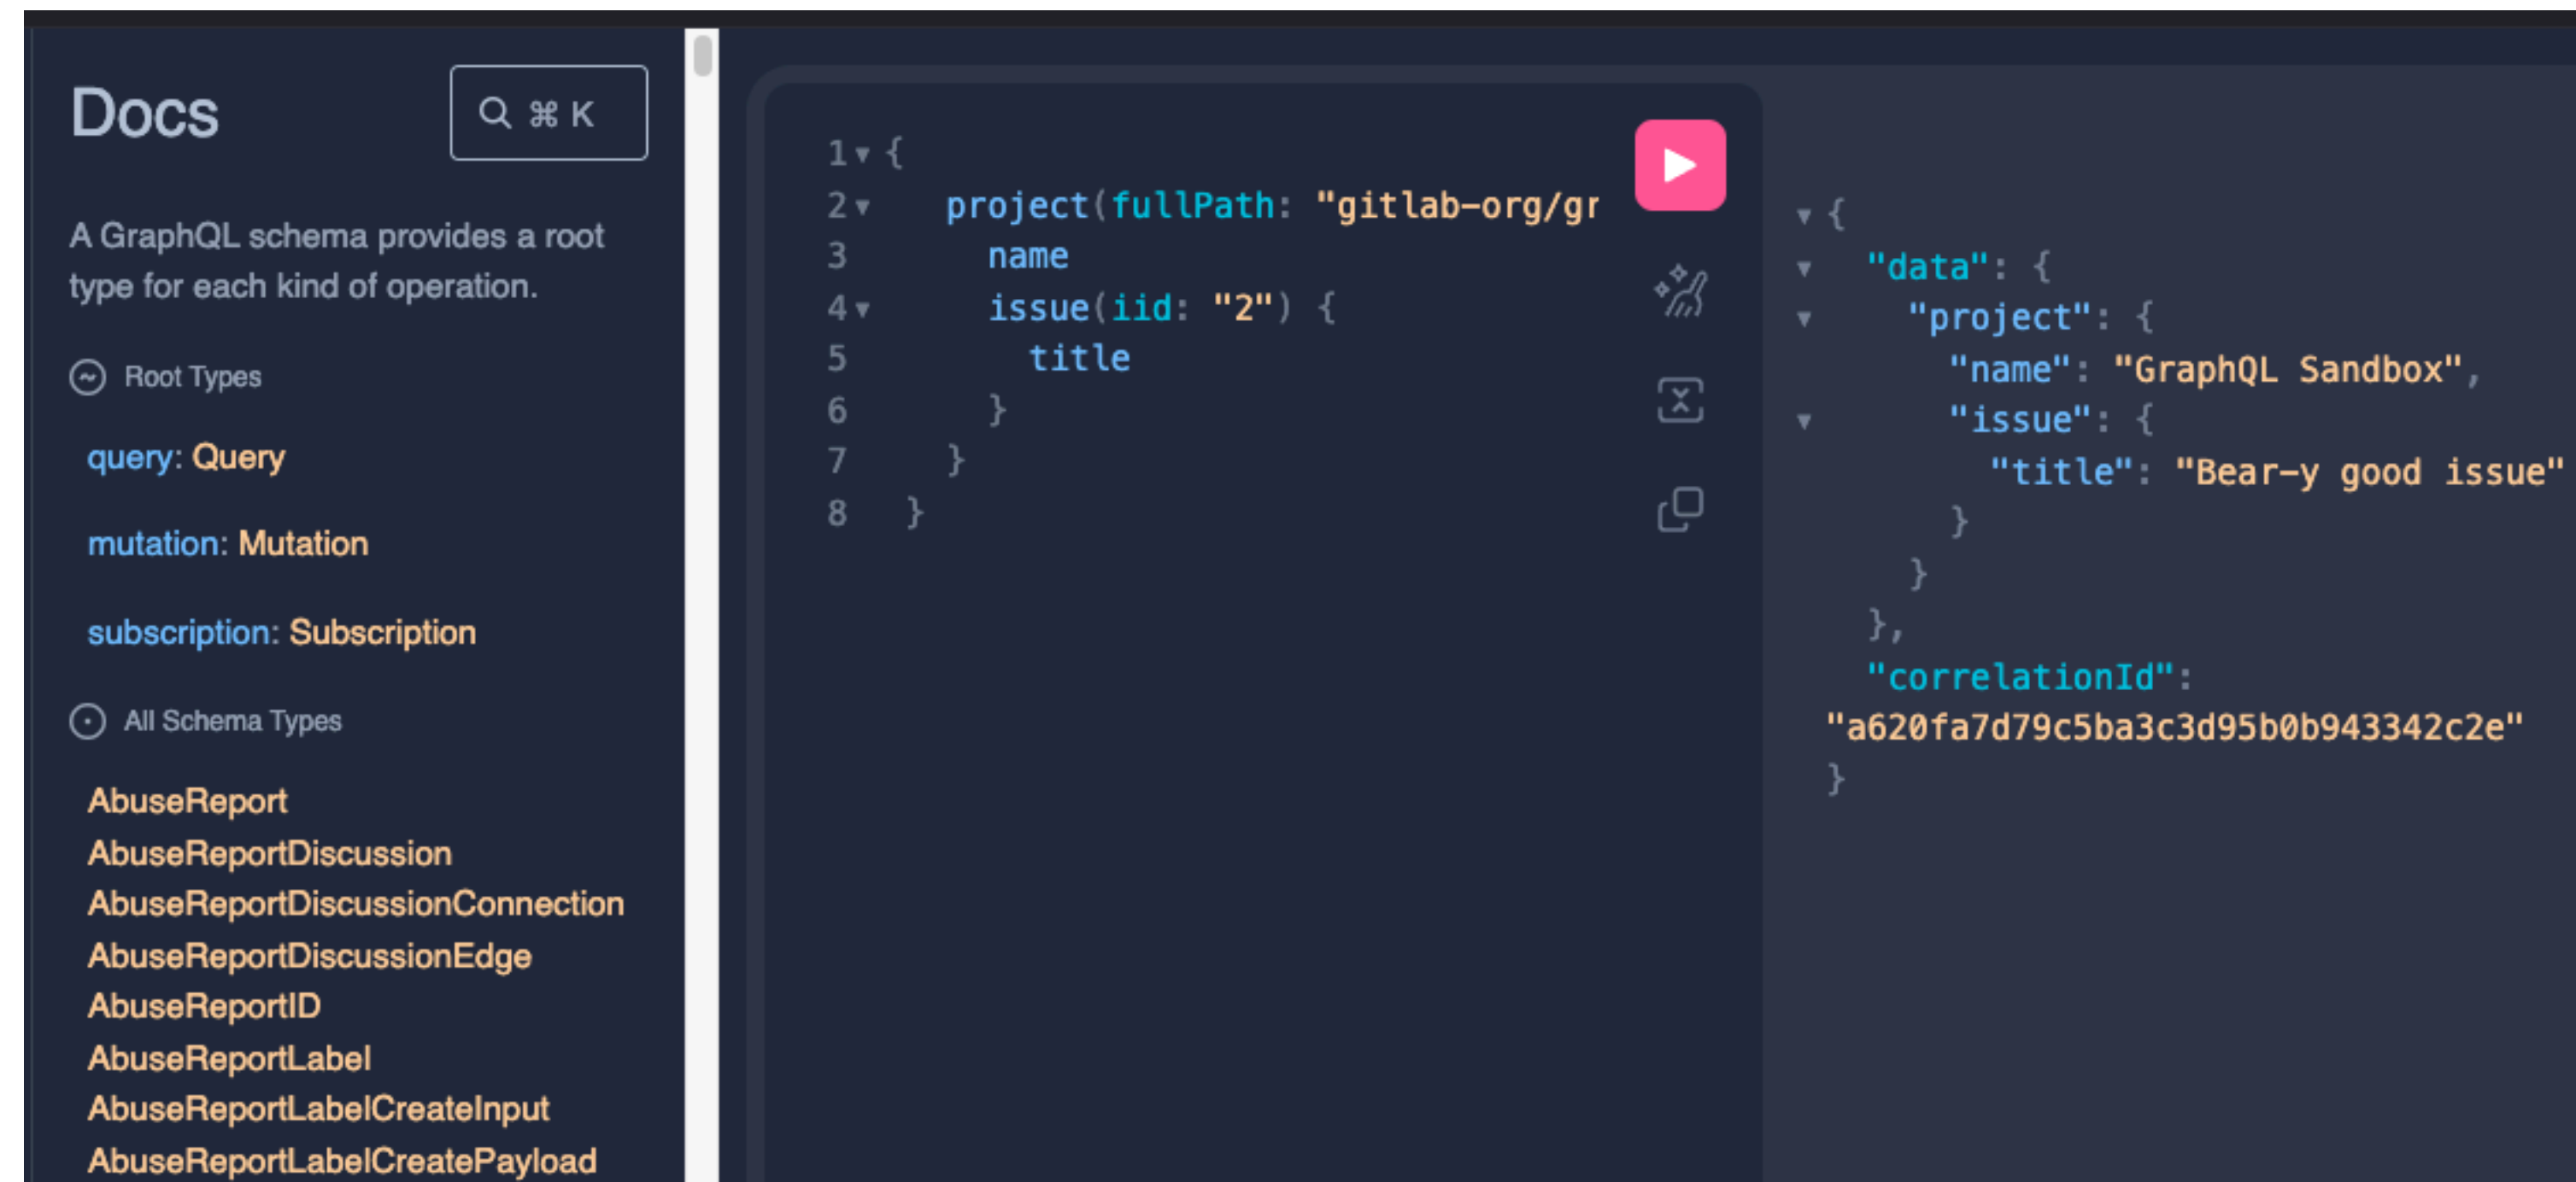 Docs
⌘ K
A GraphQL schema provides a root
type for each kind of operation.
Root Types
query: Query
mutation: Mutation
subscription: Subscription
All Schema Types
AbuseReport
AbuseReportDiscussion
AbuseReportDiscussionConnection
AbuseReportDiscussionEdge
AbuseReportID
AbuseReportLabel
AbuseReportLabelCreateInput
AbuseReportLabelCreatePayload
1 {
2 project(fullPath: "gitlab-org/gr
3 name
4 issue(iid: "2") {
5 title
6 }
7 }
8 }
{
"data": {
"project": {
"name": "GraphQL Sandbox",
"issue": {
"title": "Bear-y good issue"
}
}
},
"correlationId":
"a620fa7d79c5ba3c3d95b0b943342c2e"
}